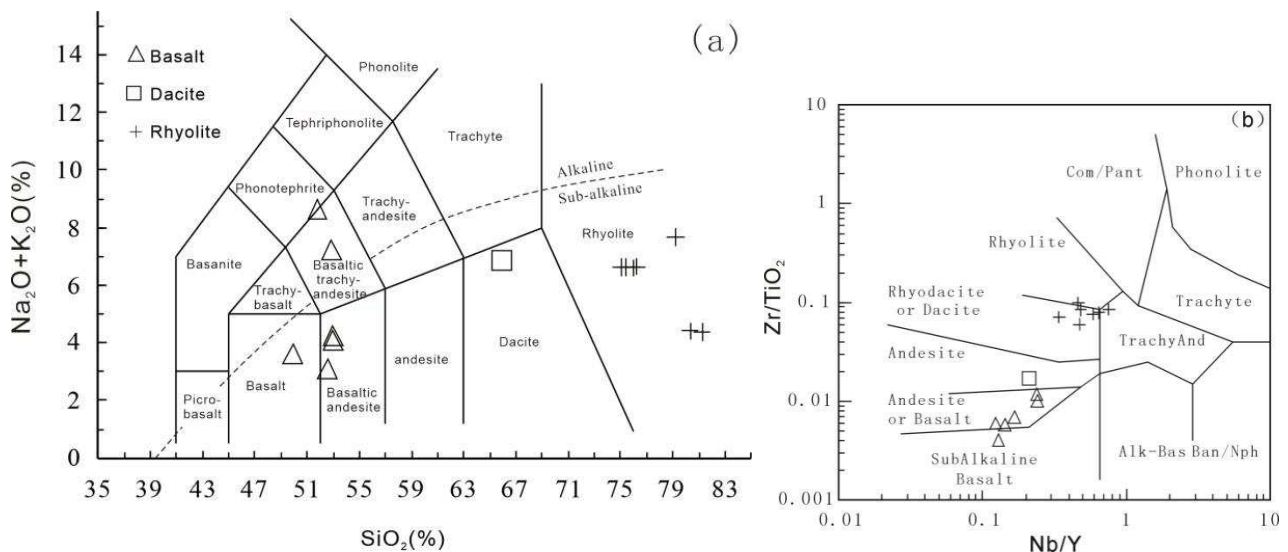 (a)
14
12
10
8
6
4
2
0
Na₂O+K₂O(%)
Basalt
Dacite
Rhyolite
Phonolite
Tephriphonolite
Trachyte
Alkaline
Sub-alkaline
Phonotephrite
Trachy-
andesite
Rhyolite
Basanite
Trachy-
basalt
Basaltic
trachy-
andesite
Picro-
basalt
Basalt
Basaltic
andesite
andesite
Dacite
35 39 43 47 51 55 59 63 67 71 75 79 83
SiO₂(%)
(b)
10
1
0.1
0.01
0.001
Zr/TiO₂
Com/Pant
Phonolite
Rhyolite
Rhyodacite
or Dacite
Trachyte
TrachyAnd
Andesite
Andesite
or Basalt
SubAlkaline
Basalt
Alk-Bas Ban/Nph
0.01 0.1 1 10
Nb/Y